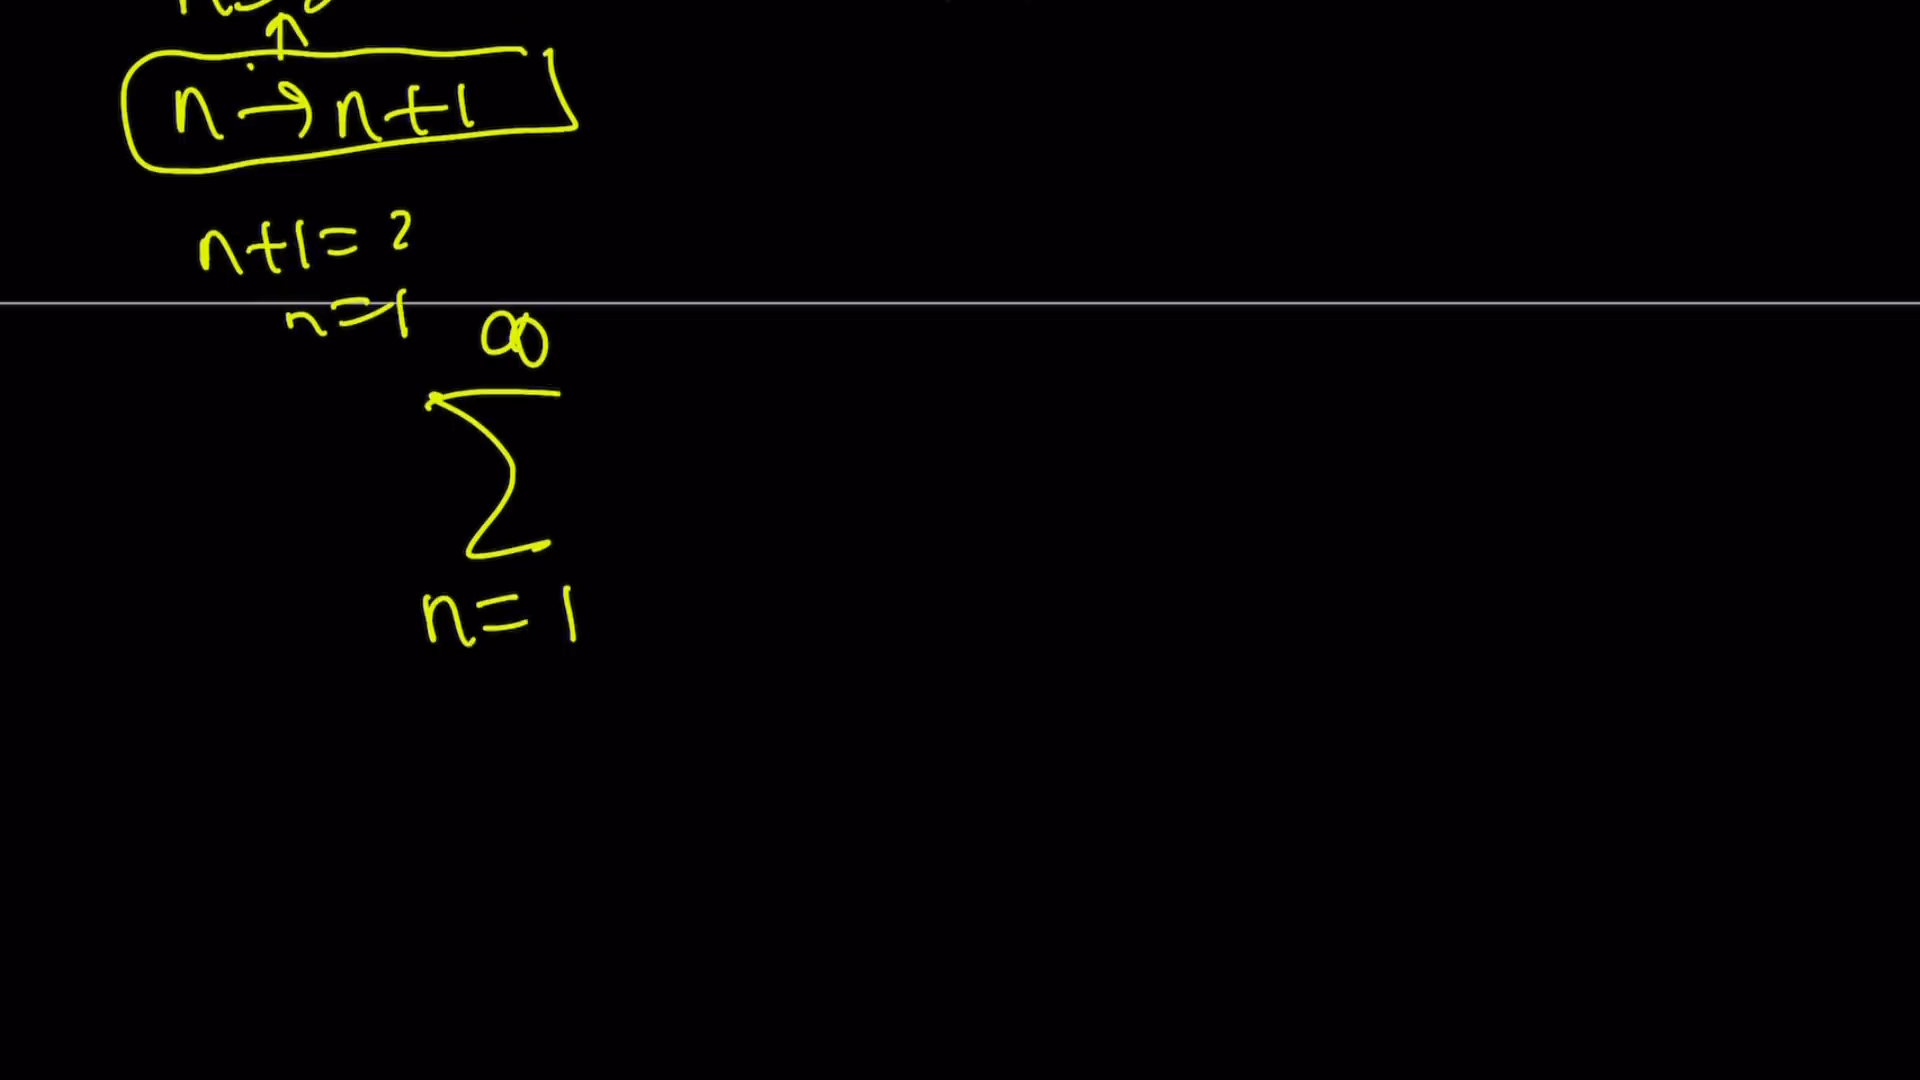 n→n+1
n+1=2
n=1
∞
∑
n=1